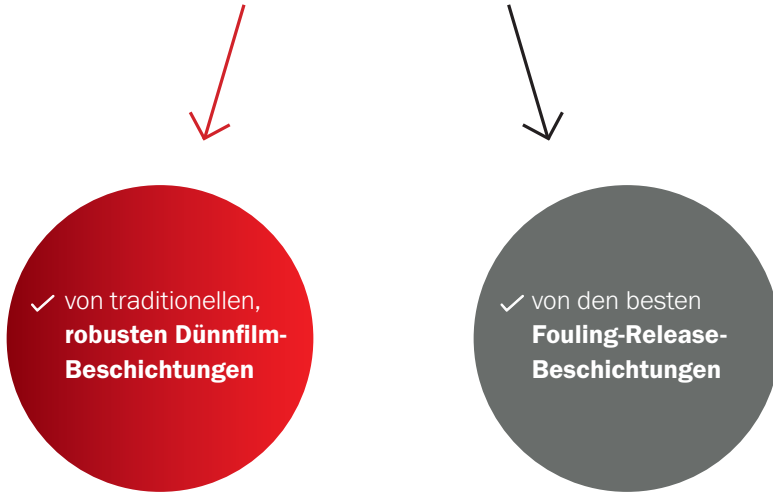 von traditionellen,
robusten Dünnfilm-
Beschichtungen
von den besten
Fouling-Release-
Beschichtungen